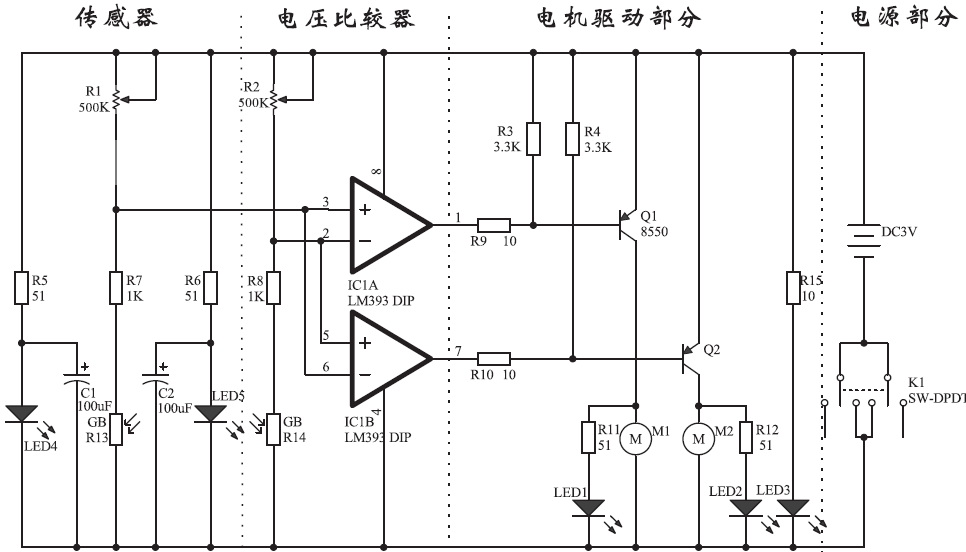 传感器
电压比较器
电机驱动部分
电源部分
R1
500K
R2
500K
R3
3.3K
R4
3.3K
8
3
+
2
−
1
R9 10
Q1
8550
DC3V
R5
51
R7
1K
R6
51
R8
1K
IC1A
LM393 DIP
R15
10
5
+
6
−
7
R10 10
Q2
C1
100uF
C2
100uF
LED5
LED4
GB
R13
GB
R14
IC1B
LM393 DIP
4
K1
SW-DPDT
R11
51
M
M1
M
M2
R12
51
LED1
LED2
LED3
+
+